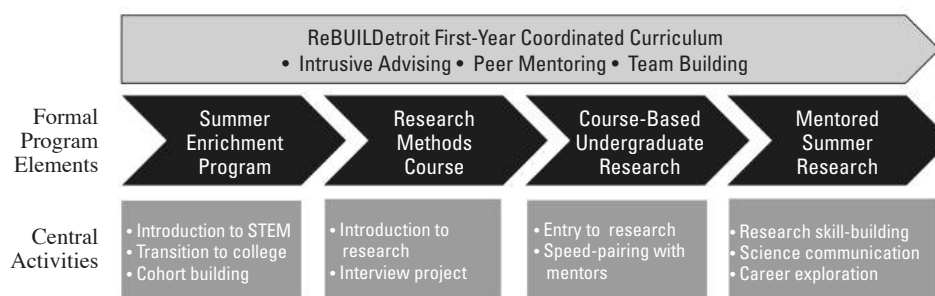 ReBUILDetroit First-Year Coordinated Curriculum
• Intrusive Advising • Peer Mentoring • Team Building
Formal
Program
Elements
Summer
Enrichment
Program
Research
Methods
Course
Course-Based
Undergraduate
Research
Mentored
Summer
Research
Central
Activities
• Introduction to STEM
• Transition to college
• Cohort building
• Introduction to
research
• Interview project
• Entry to research
• Speed-pairing with
mentors
• Research skill-building
• Science communication
• Career exploration